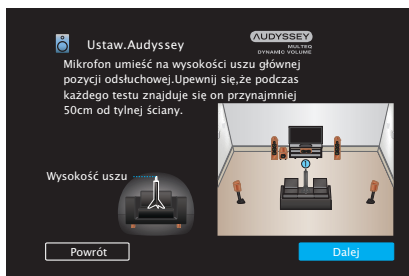 Ustaw.Audyssey
AUDYSSEY
MULTEQ
DYNAMIC VOLUME
Mikrofon umieść na wysokości uszu głównej
pozycji odsłuchowej.Upewnij się,że podczas
każdego testu znajduje się on przynajmniej
50cm od tylnej ściany.
Wysokość uszu
Powrót
Dalej